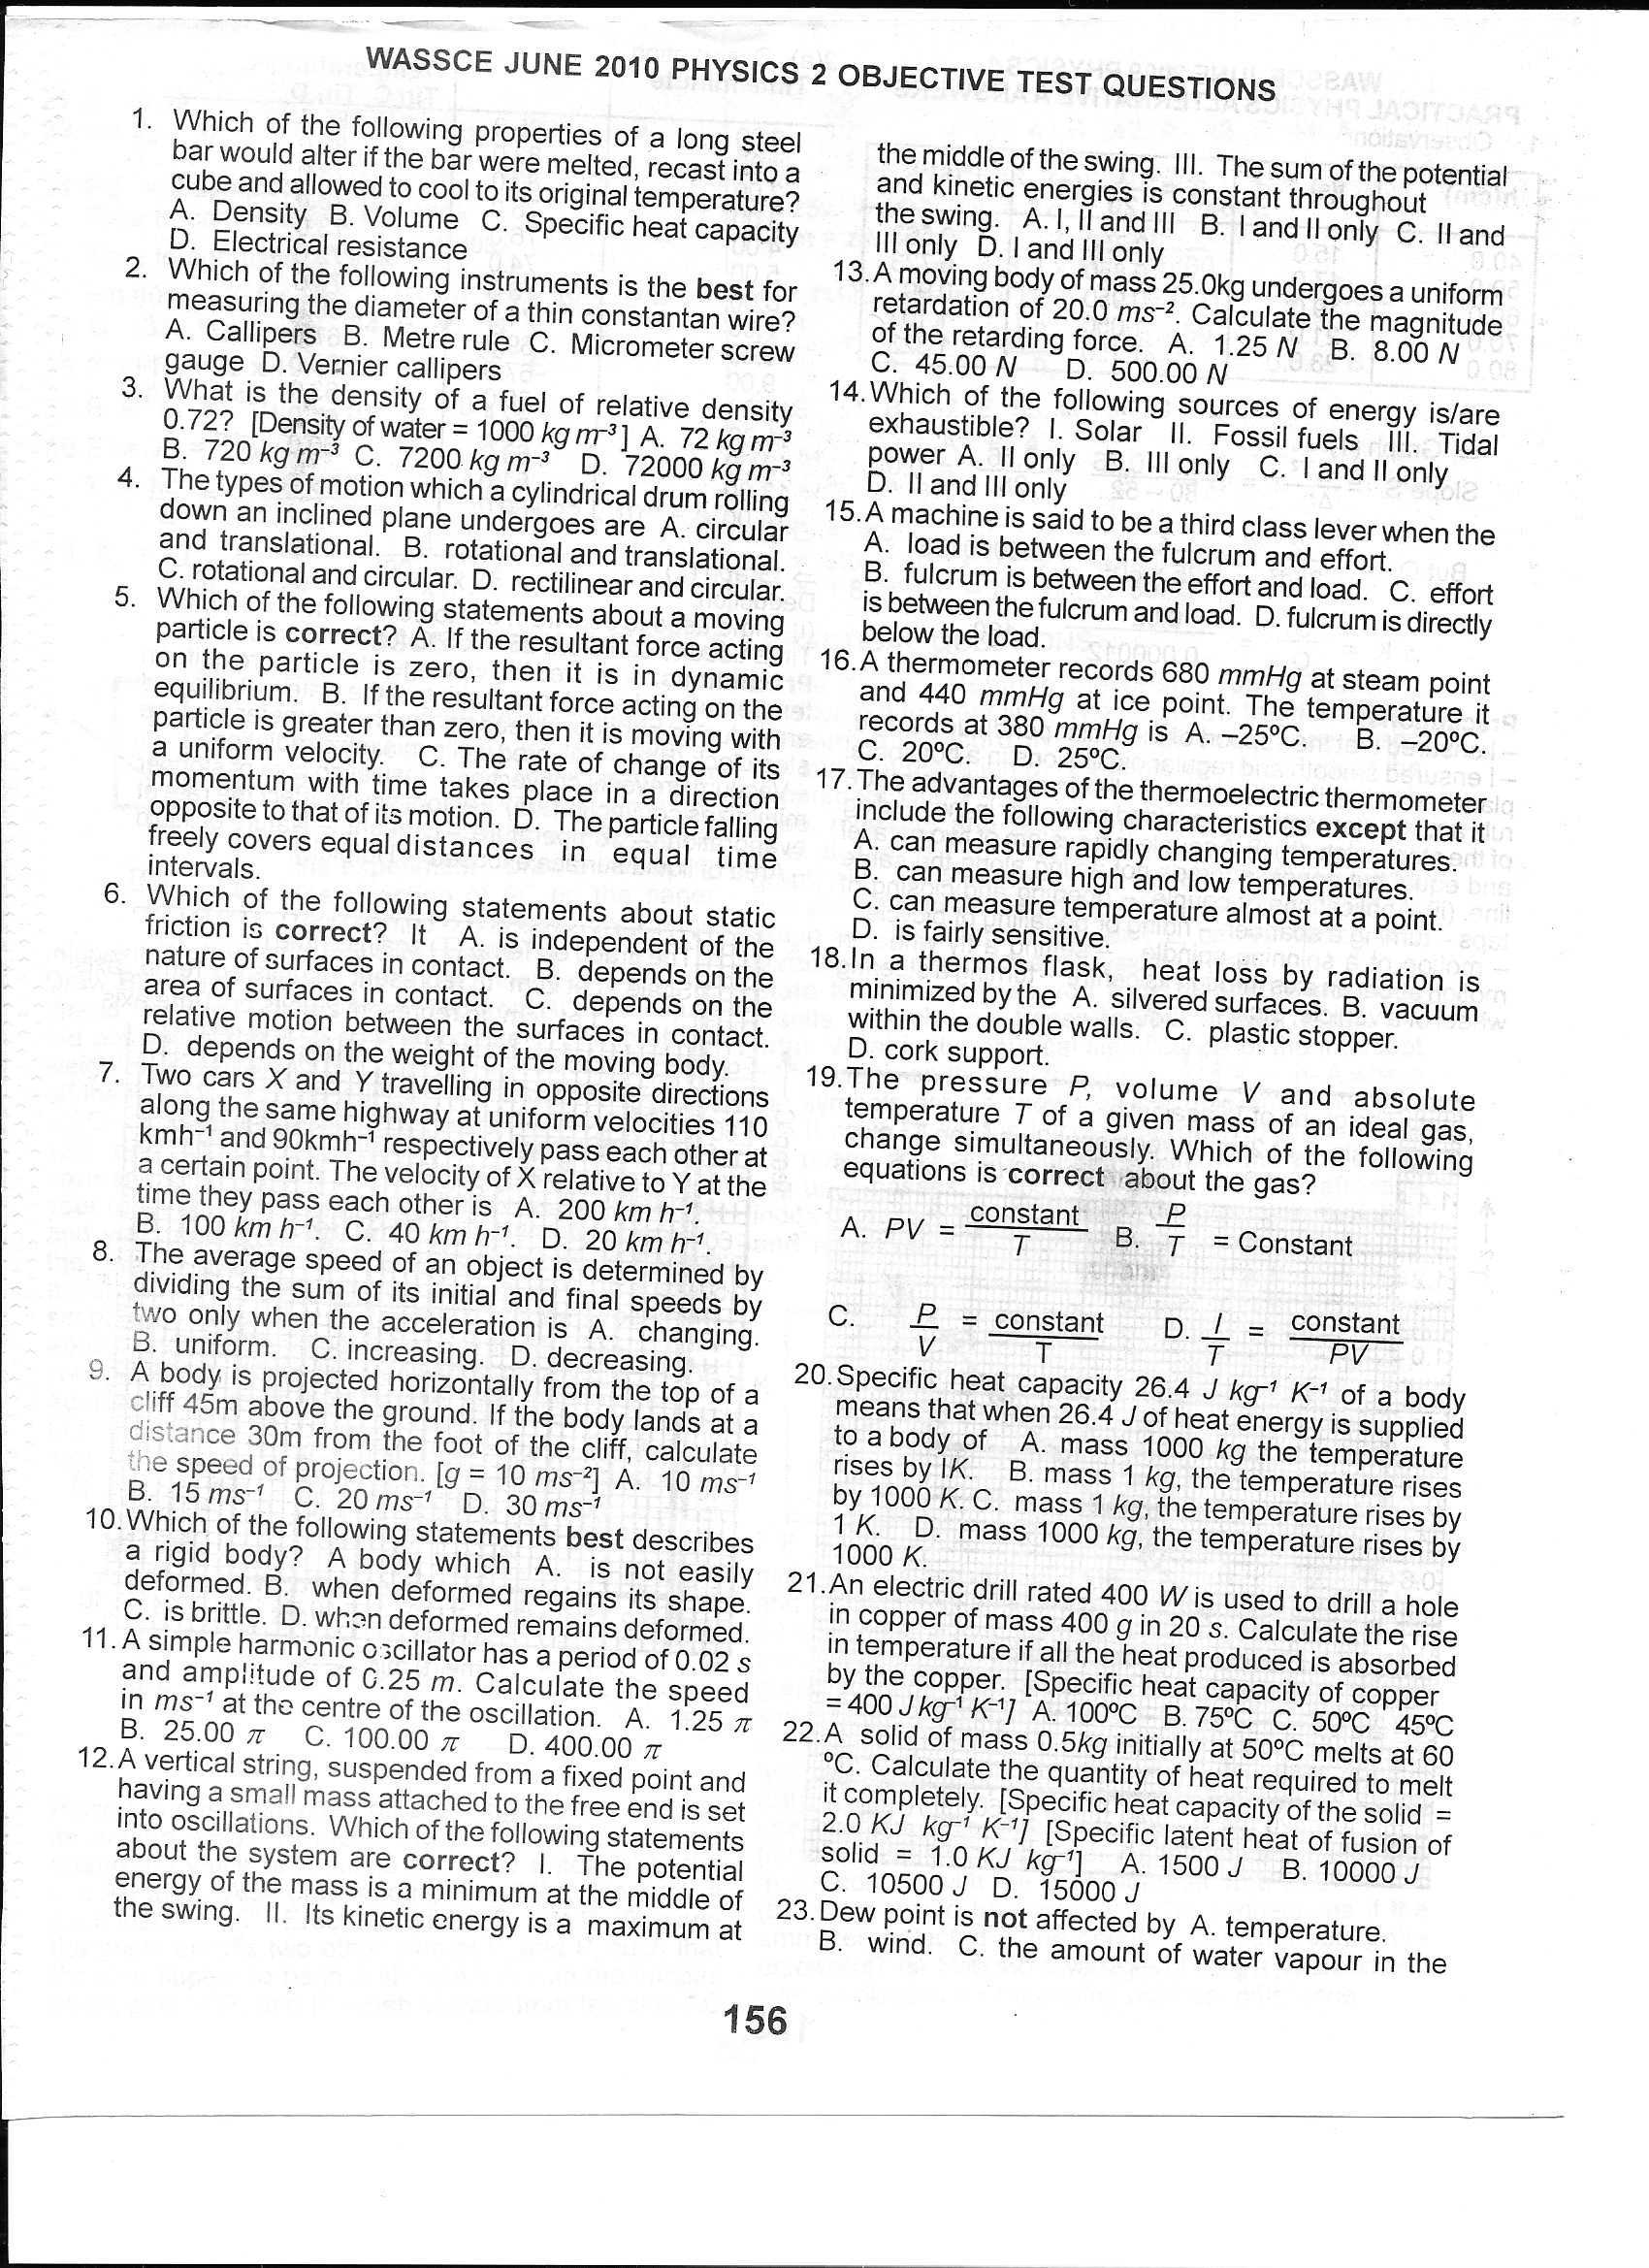 WASSCE JUNE 2010 PHYSICS 2 OBJECTIVE TEST QUESTIONS
1. Which of the following properties of a long steel
bar would alter if the bar were melted, recast into a
cube and allowed to cool to its original temperature?
A. Density B. Volume C. Specific heat capacity
D. Electrical resistance
2. Which of the following instruments is the best for
measuring the diameter of a thin constantan wire?
A. Callipers B. Metre rule C. Micrometer screw
gauge D. Vernier callipers
3. What is the density of a fuel of relative density
0.72? [Density of water = 1000 kg m⁻³] A. 72 kg m⁻³
B. 720 kg m⁻³ C. 7200 kg m⁻³ D. 72000 kg m⁻³
4. The types of motion which a cylindrical drum rolling
down an inclined plane undergoes are A. circular
and translational. B. rotational and translational.
C. rotational and circular. D. rectilinear and circular.
5. Which of the following statements about a moving
particle is correct? A. If the resultant force acting
on the particle is zero, then it is in dynamic
equilibrium. B. If the resultant force acting on the
particle is greater than zero, then it is moving with
a uniform velocity. C. The rate of change of its
momentum with time takes place in a direction
opposite to that of its motion. D. The particle falling
freely covers equal distances in equal time
intervals.
6. Which of the following statements about static
friction is correct? It A. is independent of the
nature of surfaces in contact. B. depends on the
area of surfaces in contact. C. depends on the
relative motion between the surfaces in contact.
D. depends on the weight of the moving body.
7. Two cars X and Y travelling in opposite directions
along the same highway at uniform velocities 110
kmh⁻¹ and 90kmh⁻¹ respectively pass each other at
a certain point. The velocity of X relative to Y at the
time they pass each other is A. 200 km h⁻¹.
B. 100 km h⁻¹. C. 40 km h⁻¹. D. 20 km h⁻¹.
8. The average speed of an object is determined by
dividing the sum of its initial and final speeds by
two only when the acceleration is A. changing.
B. uniform. C. increasing. D. decreasing.
9. A body is projected horizontally from the top of a
cliff 45m above the ground. If the body lands at a
distance 30m from the foot of the cliff, calculate
the speed of projection. [g = 10 ms⁻²] A. 10 ms⁻¹
B. 15 ms⁻¹ C. 20 ms⁻¹ D. 30 ms⁻¹
10. Which of the following statements best describes
a rigid body? A body which A. is not easily
deformed. B. when deformed regains its shape.
C. is brittle. D. when deformed remains deformed.
11. A simple harmonic oscillator has a period of 0.02 s
and amplitude of 0.25 m. Calculate the speed
in ms⁻¹ at the centre of the oscillation. A. 1.25 π
B. 25.00 π C. 100.00 π D. 400.00 π
12. A vertical string, suspended from a fixed point and
having a small mass attached to the free end is set
into oscillations. Which of the following statements
about the system are correct? I. The potential
energy of the mass is a minimum at the middle of
the swing. II. Its kinetic energy is a maximum at
the middle of the swing. III. The sum of the potential
and kinetic energies is constant throughout
the swing. A. I, II and III B. I and II only C. II and
III only D. I and III only
13. A moving body of mass 25.0kg undergoes a uniform
retardation of 20.0 ms⁻². Calculate the magnitude
of the retarding force. A. 1.25 N B. 8.00 N
C. 45.00 N D. 500.00 N
14. Which of the following sources of energy is/are
exhaustible? I. Solar II. Fossil fuels III. Tidal
power A. II only B. III only C. I and II only
D. II and III only
15. A machine is said to be a third class lever when the
A. load is between the fulcrum and effort.
B. fulcrum is between the effort and load. C. effort
is between the fulcrum and load. D. fulcrum is directly
below the load.
16. A thermometer records 680 mmHg at steam point
and 440 mmHg at ice point. The temperature it
records at 380 mmHg is A. –25ºC. B. –20ºC.
C. 20ºC. D. 25ºC.
17. The advantages of the thermoelectric thermometer
include the following characteristics except that it
A. can measure rapidly changing temperatures.
B. can measure high and low temperatures.
C. can measure temperature almost at a point.
D. is fairly sensitive.
18. In a thermos flask, heat loss by radiation is
minimized by the A. silvered surfaces. B. vacuum
within the double walls. C. plastic stopper.
D. cork support.
19. The pressure P, volume V and absolute
temperature T of a given mass of an ideal gas,
change simultaneously. Which of the following
equations is correct about the gas?
A. PV = constant/T B. P/T = Constant
C. P/V = constant/T D. I/T = constant/PV
20. Specific heat capacity 26.4 J kg⁻¹ K⁻¹ of a body
means that when 26.4 J of heat energy is supplied
to a body of A. mass 1000 kg the temperature
rises by IK. B. mass 1 kg, the temperature rises
by 1000 K. C. mass 1 kg, the temperature rises by
1 K. D. mass 1000 kg, the temperature rises by
1000 K.
21. An electric drill rated 400 W is used to drill a hole
in copper of mass 400 g in 20 s. Calculate the rise
in temperature if all the heat produced is absorbed
by the copper. [Specific heat capacity of copper
= 400 J kg⁻¹ K⁻¹] A. 100ºC B. 75ºC C. 50ºC 45ºC
22. A solid of mass 0.5kg initially at 50ºC melts at 60
ºC. Calculate the quantity of heat required to melt
it completely. [Specific heat capacity of the solid =
2.0 KJ kg⁻¹ K⁻¹] [Specific latent heat of fusion of
solid = 1.0 KJ kg⁻¹] A. 1500 J B. 10000 J
C. 10500 J D. 15000 J
23. Dew point is not affected by A. temperature.
B. wind. C. the amount of water vapour in the
156